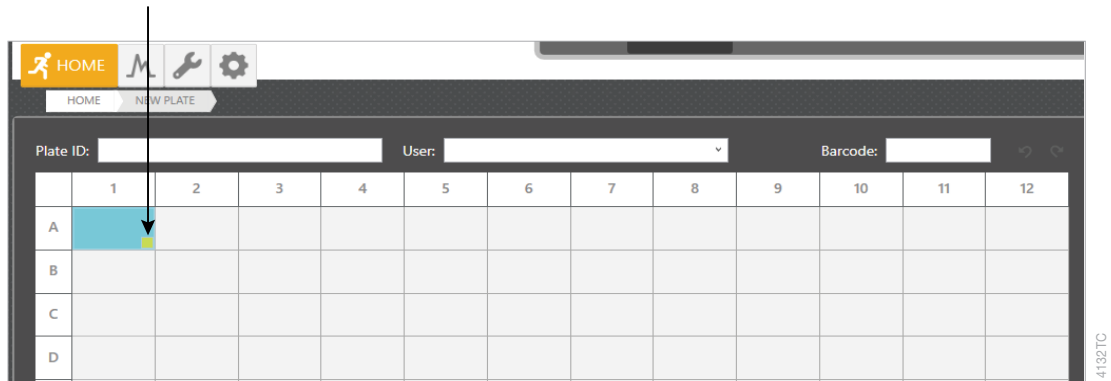 HOME
HOME NEW PLATE
Plate ID: User: Barcode:
1 2 3 4 5 6 7 8 9 10 11 12
A
B
C
D
4132TC